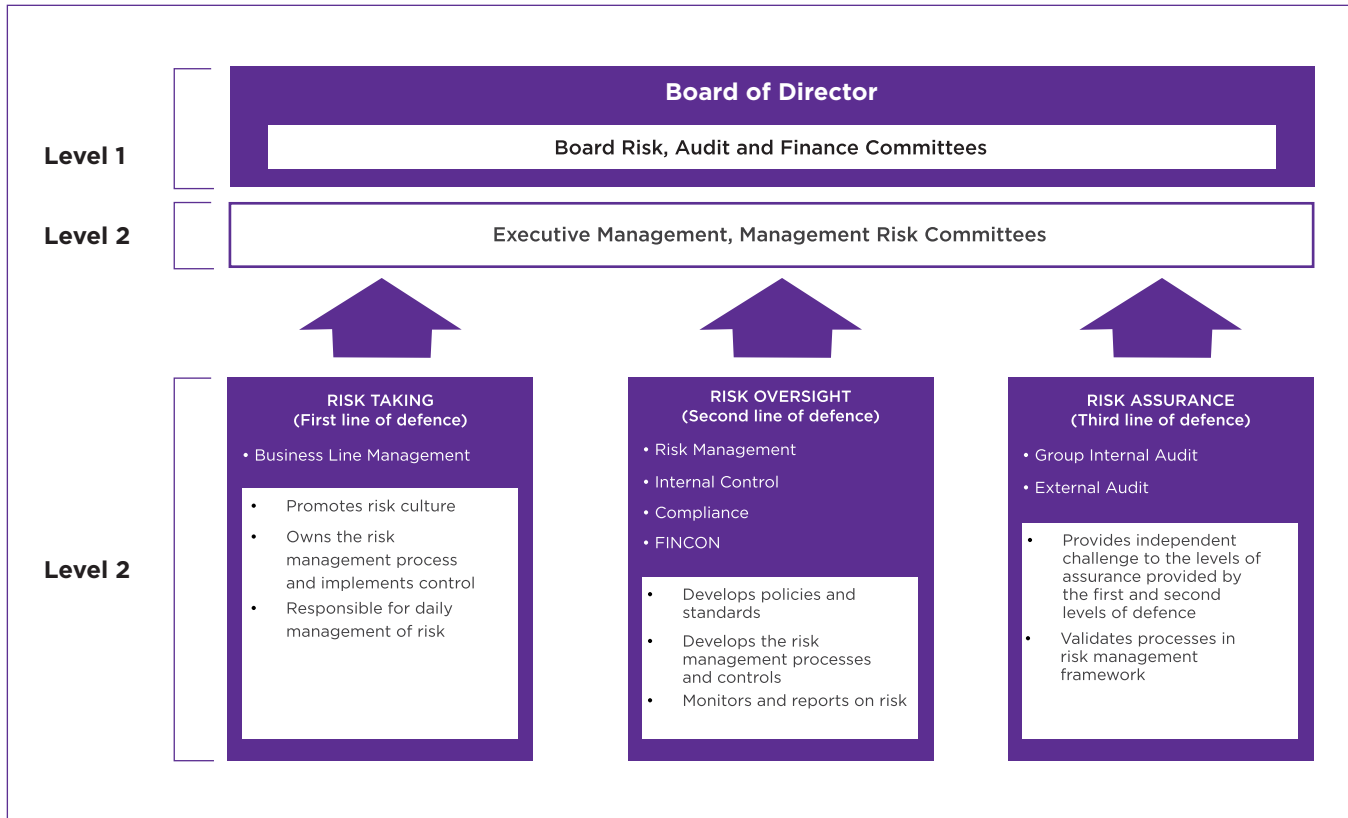 Board of Director
Board Risk, Audit and Finance Committees
Level 1
Level 2
Executive Management, Management Risk Committees
Level 2
RISK TAKING
(First line of defence)
• Business Line Management
• Promotes risk culture
• Owns the risk
management process
and implements control
• Responsible for daily
management of risk
RISK OVERSIGHT
(Second line of defence)
• Risk Management
• Internal Control
• Compliance
• FINCON
• Develops policies and
standards
• Develops the risk
management processes
and controls
• Monitors and reports on risk
RISK ASSURANCE
(Third line of defence)
• Group Internal Audit
• External Audit
• Provides independent
challenge to the levels of
assurance provided by
the first and second
levels of defence
• Validates processes in
risk management
framework